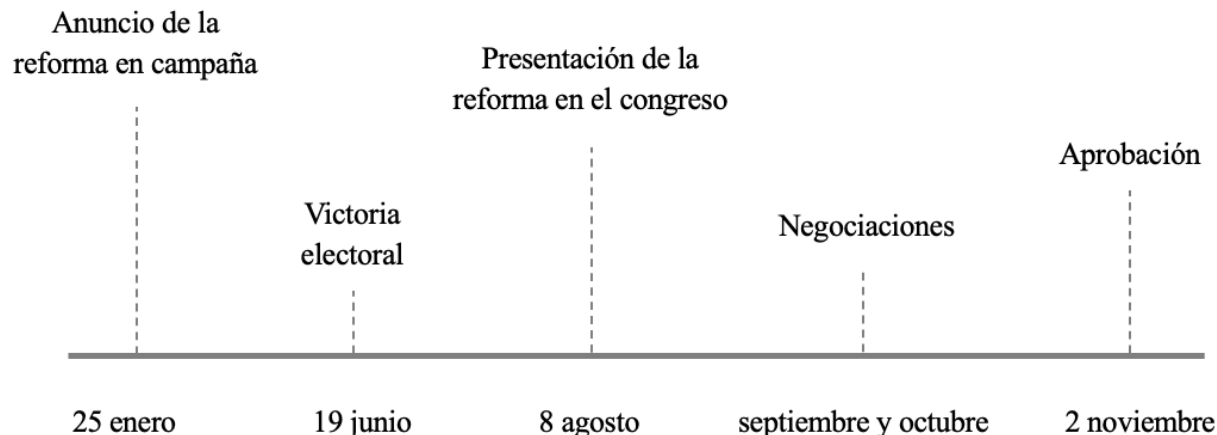 Anuncio de la
reforma en campaña
Presentación de la
reforma en el congreso
Aprobación
Victoria
electoral
Negociaciones
25 enero
19 junio
8 agosto
septiembre y octubre
2 noviembre